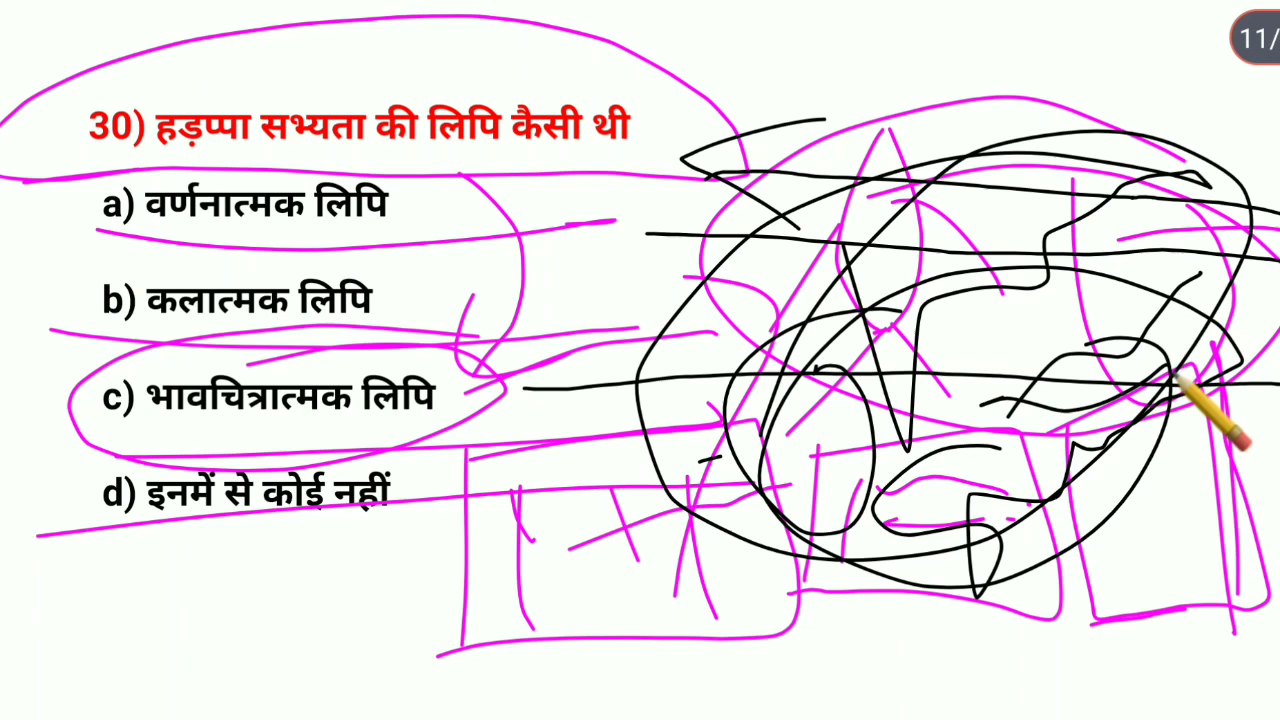 11/
30) हड़प्पा सभ्यता की लिपि कैसी थी
a) वर्णनात्मक लिपि
b) कलात्मक लिपि
c) भावचित्रात्मक लिपि
d) इनमें से कोई नहीं